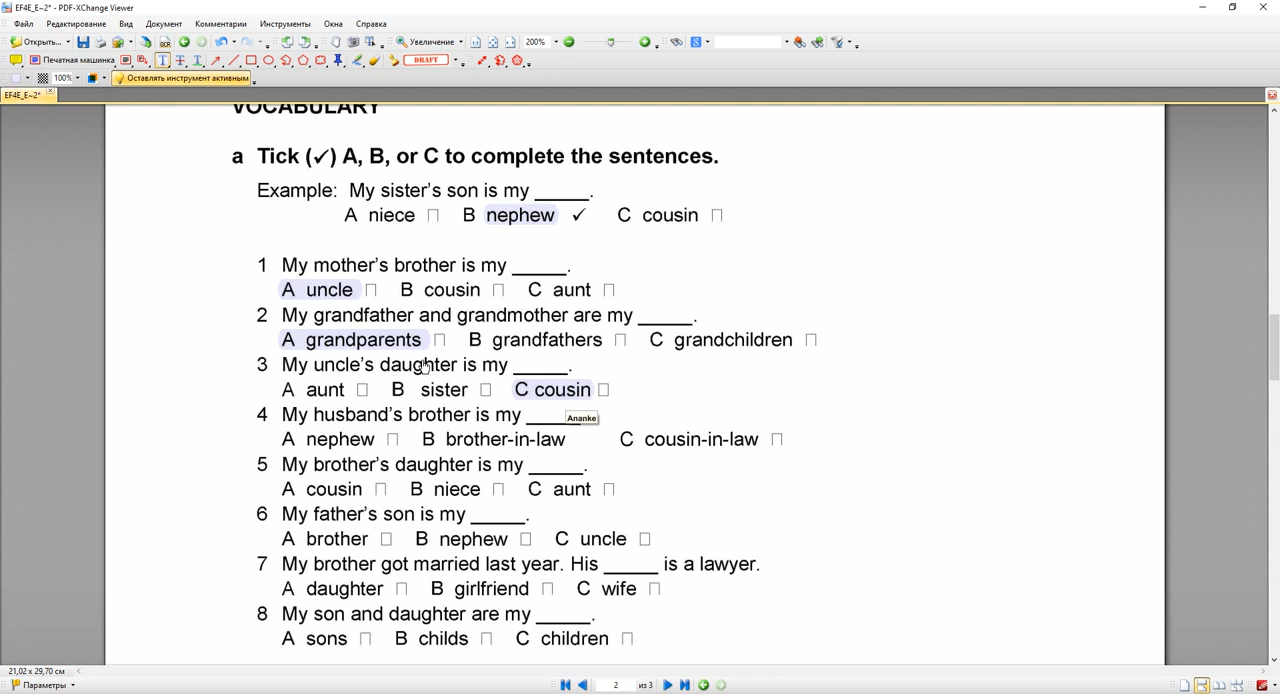 EF4E_E~2* - PDF-XChange Viewer
Файл Редактирование Вид Документ Комментарии Инструменты Окна Справка
Открыть... OCR Увеличение 200%
Печатная машинка DRAFT
100% Оставлять инструмент активным
EF4E_E~2*
VOCABULARY
a Tick (✓) A, B, or C to complete the sentences.
Example: My sister's son is my _____.
A niece □ B nephew ✓ C cousin □
1 My mother's brother is my _____.
A uncle □ B cousin □ C aunt □
2 My grandfather and grandmother are my _____.
A grandparents □ B grandfathers □ C grandchildren □
3 My uncle's daughter is my _____.
A aunt □ B sister □ C cousin □
4 My husband's brother is my _____.
Ananke
A nephew □ B brother-in-law C cousin-in-law □
5 My brother's daughter is my _____.
A cousin □ B niece □ C aunt □
6 My father's son is my _____.
A brother □ B nephew □ C uncle □
7 My brother got married last year. His _____ is a lawyer.
A daughter □ B girlfriend □ C wife □
8 My son and daughter are my _____.
A sons □ B childs □ C children □
21,02 x 29,70 см
Параметры 2 из 3